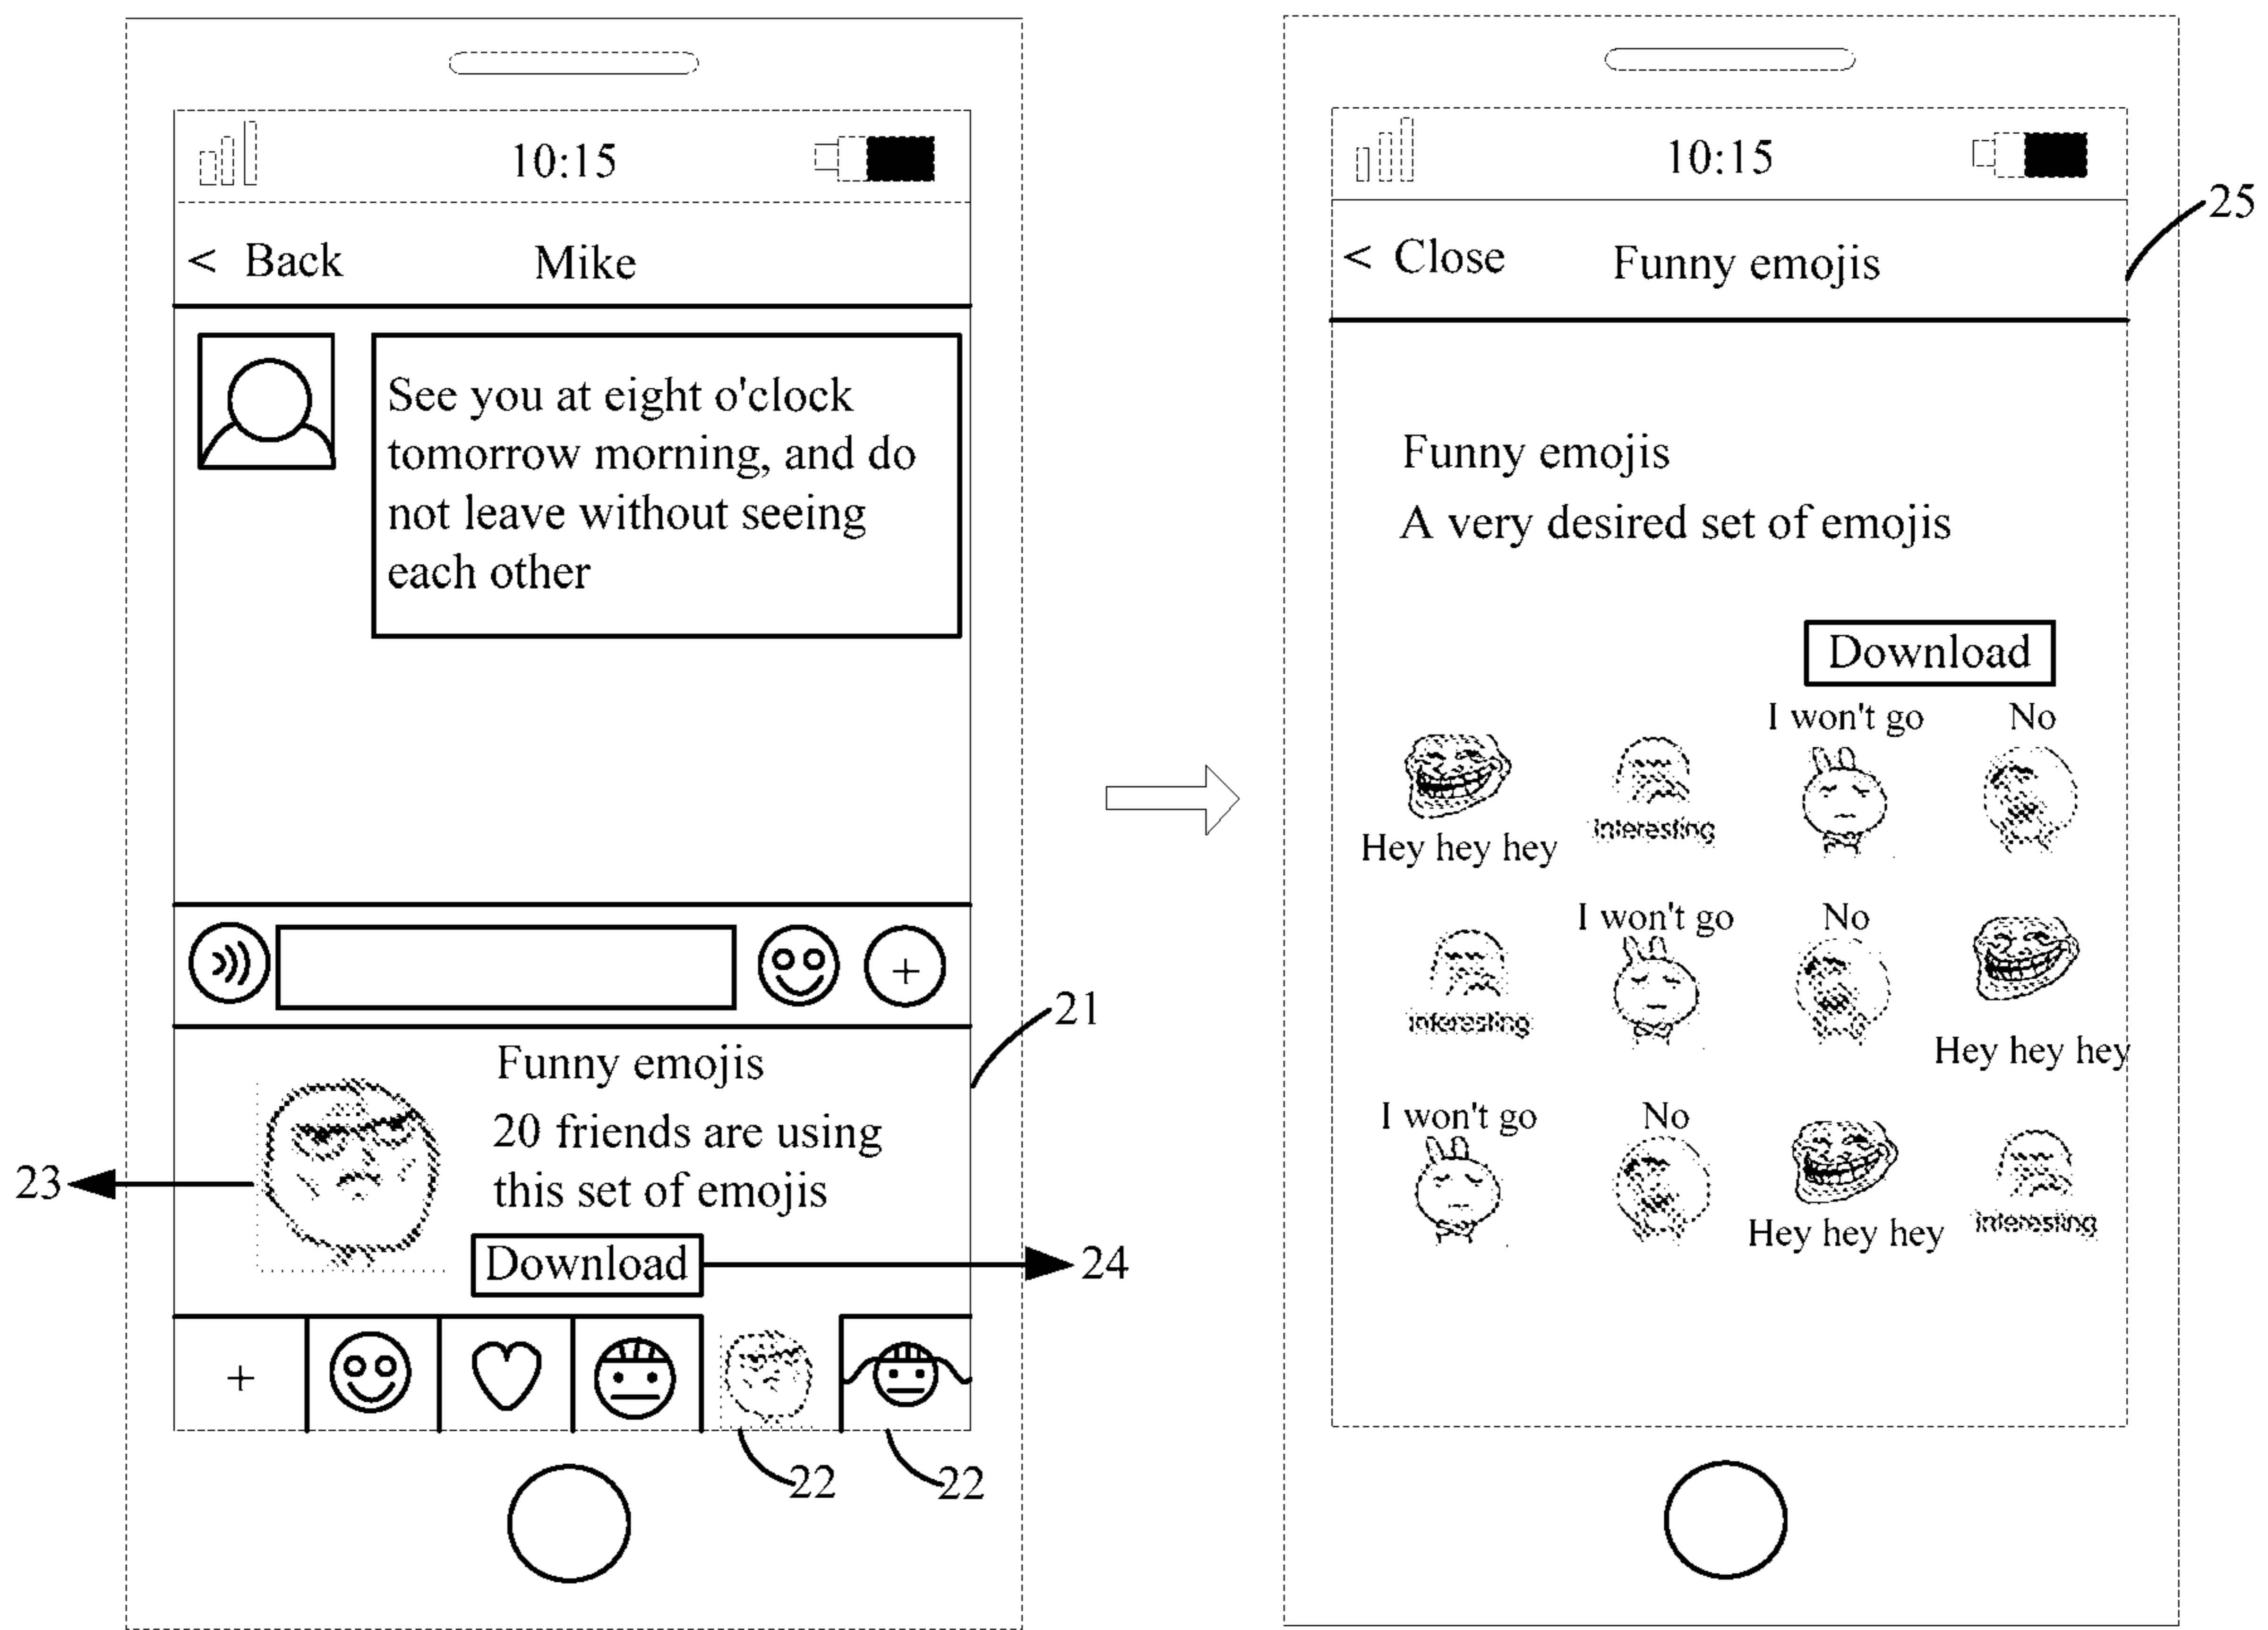 10:15
< Back Mike
See you at eight o'clock
tomorrow morning, and do
not leave without seeing
each other
+
21
Funny emojis
20 friends are using
this set of emojis
23
Download
24
+
22 22
10:15
25
< Close Funny emojis
Funny emojis
A very desired set of emojis
Download
I won't go No
Hey hey hey interesting
I won't go No
interesting Hey hey hey
I won't go No
Hey hey hey interesting